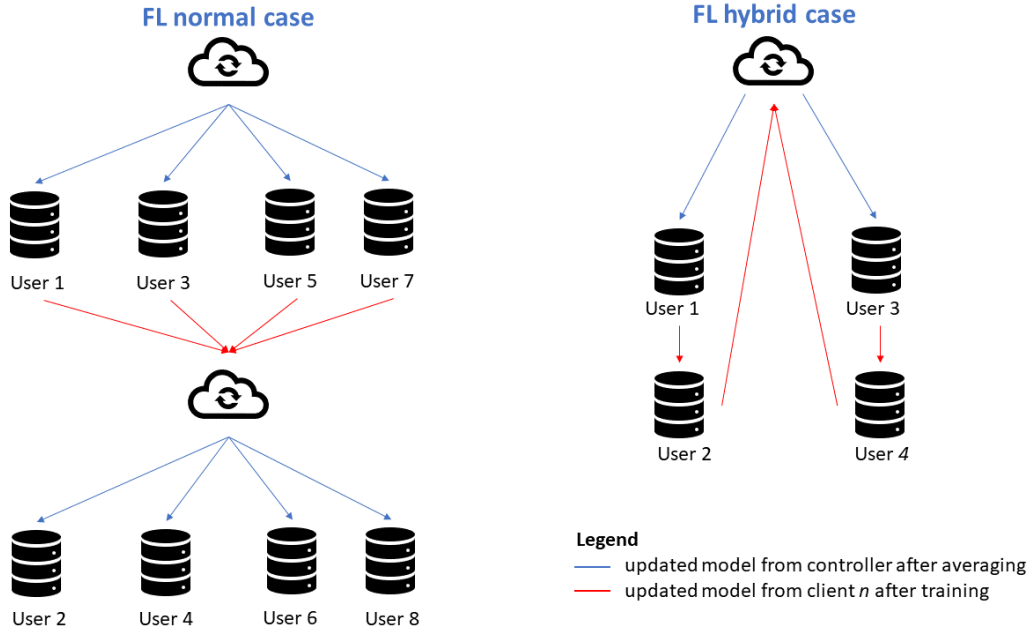 FL normal case
User 1
User 3
User 5
User 7
User 2
User 4
User 6
User 8
FL hybrid case
User 1
User 3
User 2
User 4
Legend
updated model from controller after averaging
updated model from client n after training